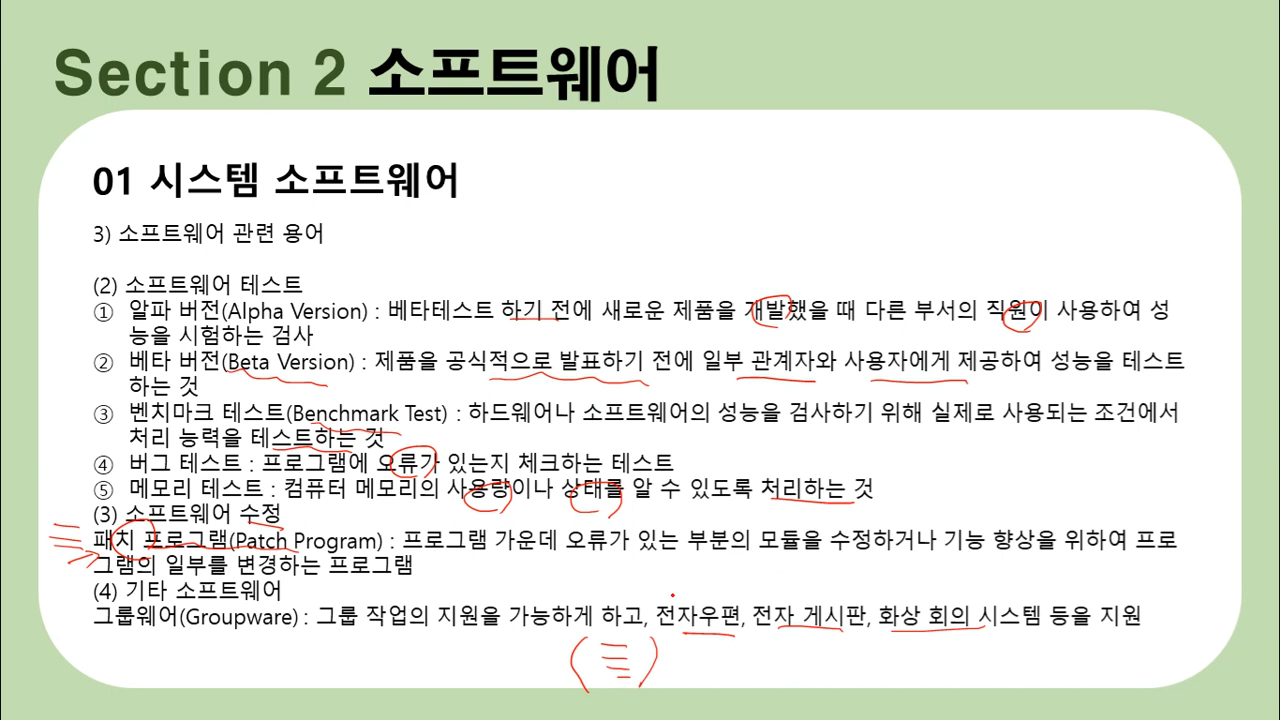 Section 2 소프트웨어
01 시스템 소프트웨어
3) 소프트웨어 관련 용어
(2) 소프트웨어 테스트
① 알파 버전(Alpha Version) : 베타테스트 하기 전에 새로운 제품을 개발했을 때 다른 부서의 직원이 사용하여 성
능을 시험하는 검사
② 베타 버전(Beta Version) : 제품을 공식적으로 발표하기 전에 일부 관계자와 사용자에게 제공하여 성능을 테스트
하는 것
③ 벤치마크 테스트(Benchmark Test) : 하드웨어나 소프트웨어의 성능을 검사하기 위해 실제로 사용되는 조건에서
처리 능력을 테스트하는 것
④ 버그 테스트 : 프로그램에 오류가 있는지 체크하는 테스트
⑤ 메모리 테스트 : 컴퓨터 메모리의 사용량이나 상태를 알 수 있도록 처리하는 것
(3) 소프트웨어 수정
패치 프로그램(Patch Program) : 프로그램 가운데 오류가 있는 부분의 모듈을 수정하거나 기능 향상을 위하여 프로
그램의 일부를 변경하는 프로그램
(4) 기타 소프트웨어
그룹웨어(Groupware) : 그룹 작업의 지원을 가능하게 하고, 전자우편, 전자 게시판, 화상 회의 시스템 등을 지원